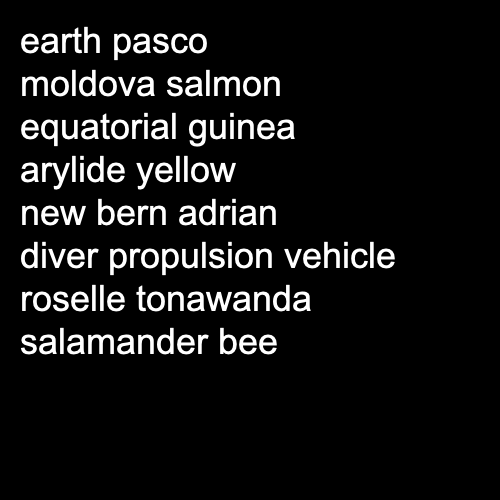 earth pasco
moldova salmon
equatorial guinea
arylide yellow
new bern adrian
diver propulsion vehicle
roselle tonawanda
salamander bee